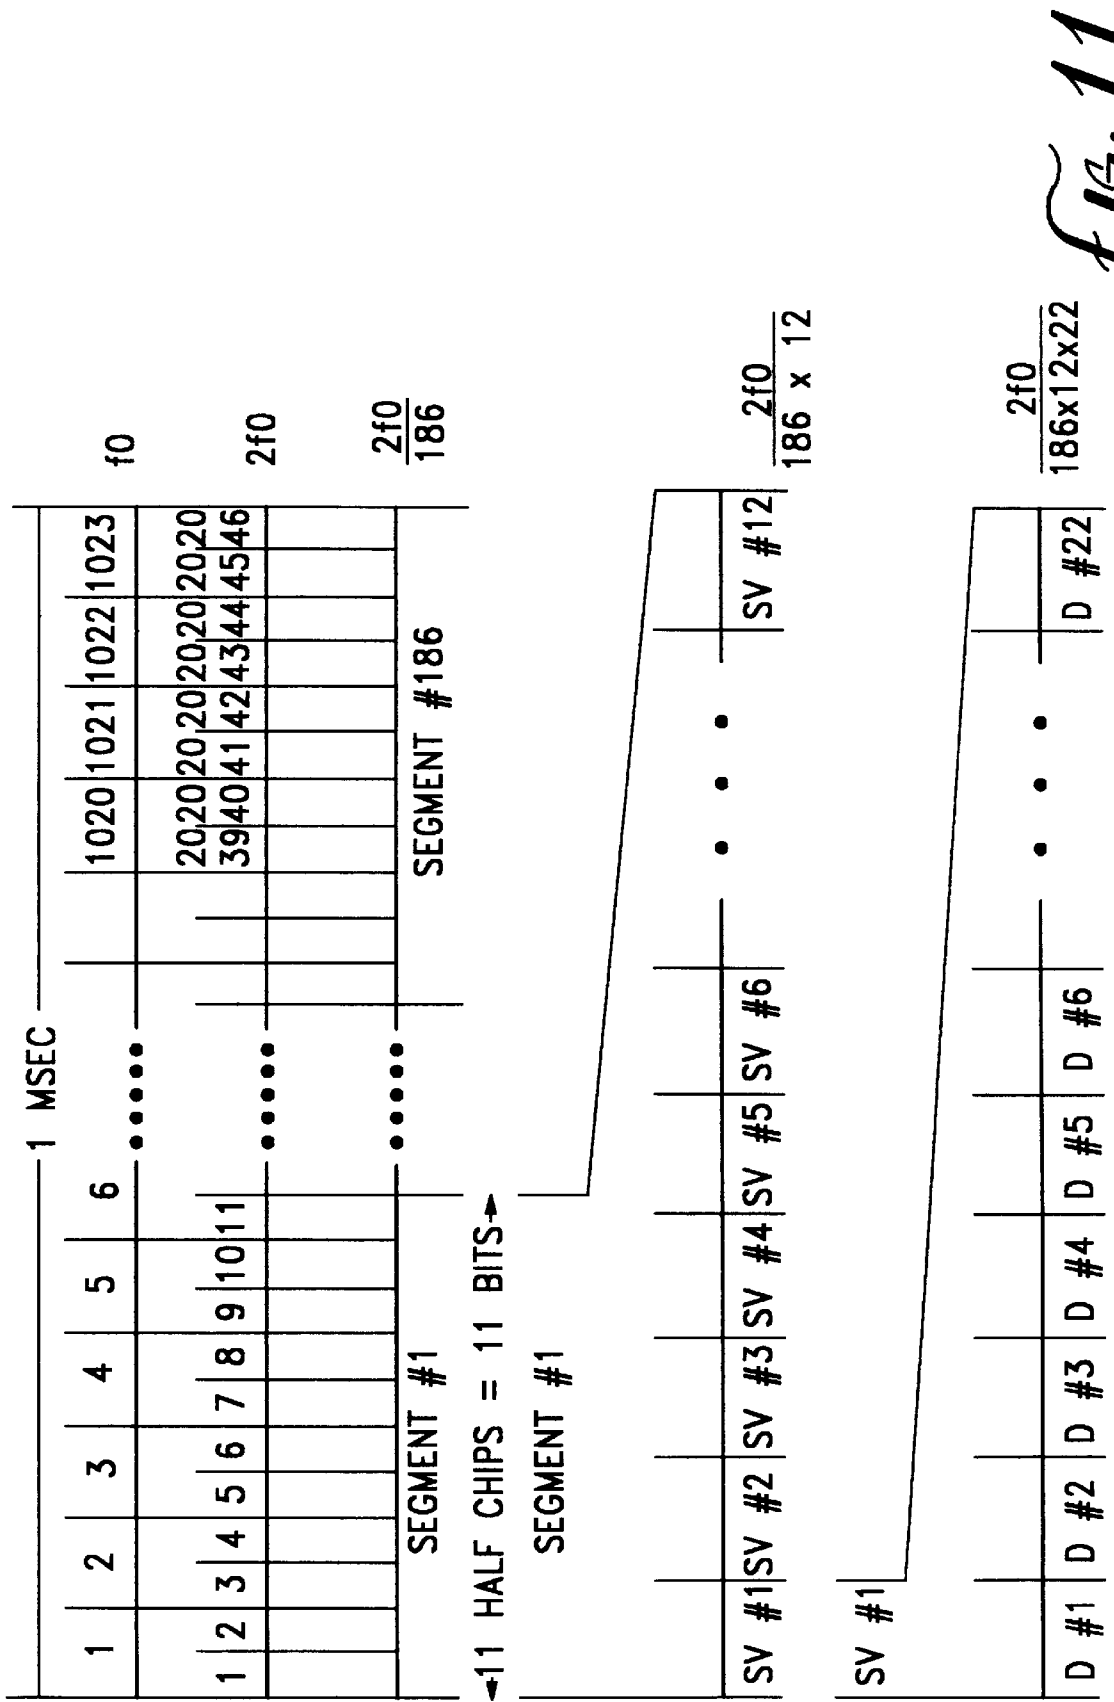 1 MSEC
1 2 3 4 5 6 ••••• 1020 1021 1022 1023 f0
1 2 3 4 5 6 7 8 9 10 11 ••••• 2039 2040 2041 2042 2043 2044 2045 2046 2f0
••••• 2f0/186
SEGMENT #1 SEGMENT #186
11 HALF CHIPS = 11 BITS
SEGMENT #1
SV #1 SV #2 SV #3 SV #4 SV #5 SV #6 • • • SV #12 2f0/186 x 12
SV #1
D #1 D #2 D #3 D #4 D #5 D #6 • • • D #22 2f0/186x12x22
Fig. 11